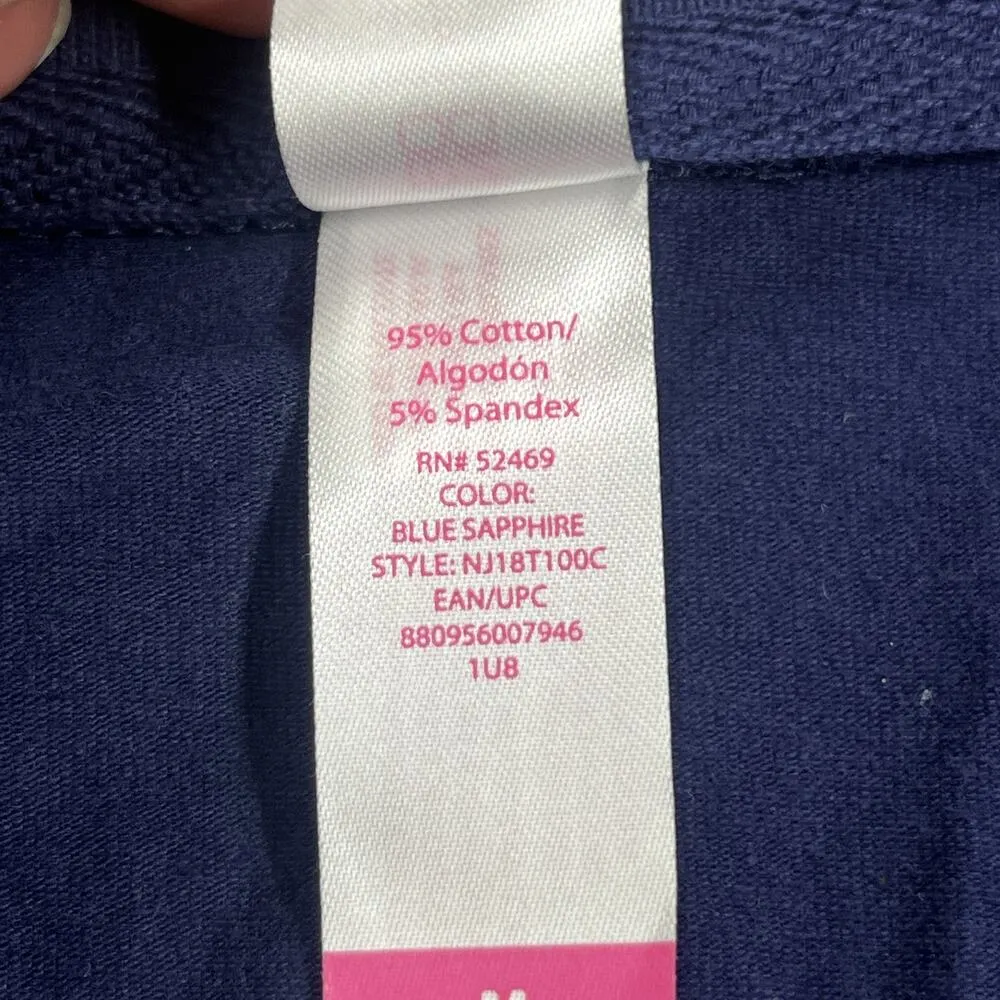 95% Cotton/
Algodón
5% Spandex
RN# 52469
COLOR:
BLUE SAPPHIRE
STYLE: NJ18T100C
EAN/UPC
880956007946
1U8